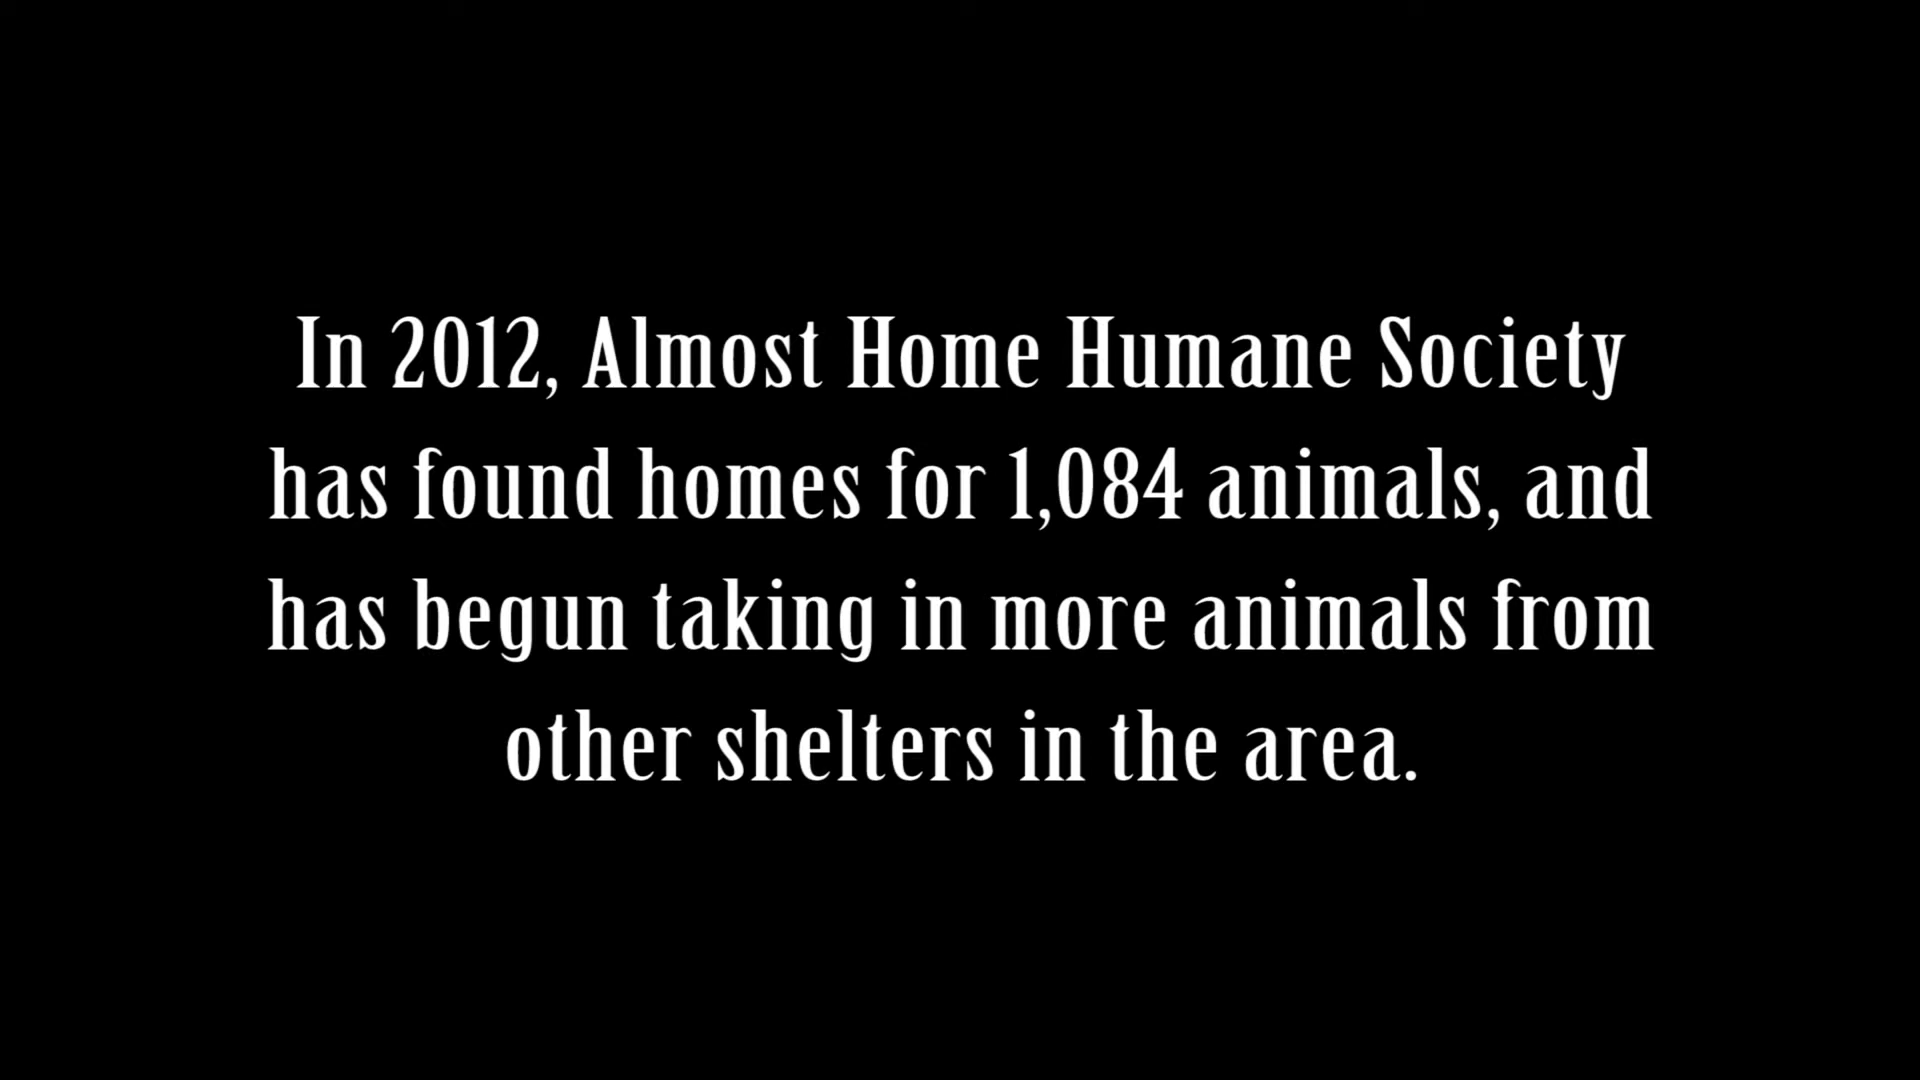 In 2012, Almost Home Humane Society
has found homes for 1,084 animals, and
has begun taking in more animals from
other shelters in the area.